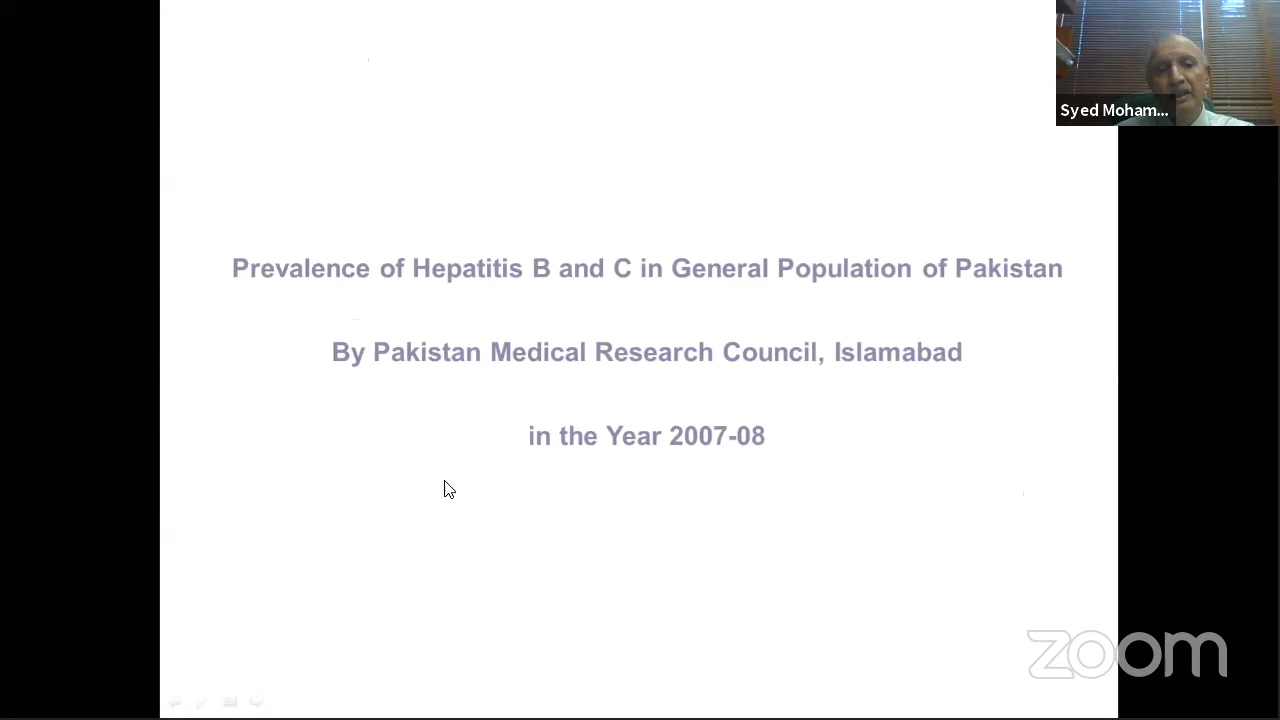 Syed Moham...
Prevalence of Hepatitis B and C in General Population of Pakistan
By Pakistan Medical Research Council, Islamabad
in the Year 2007-08
zoom